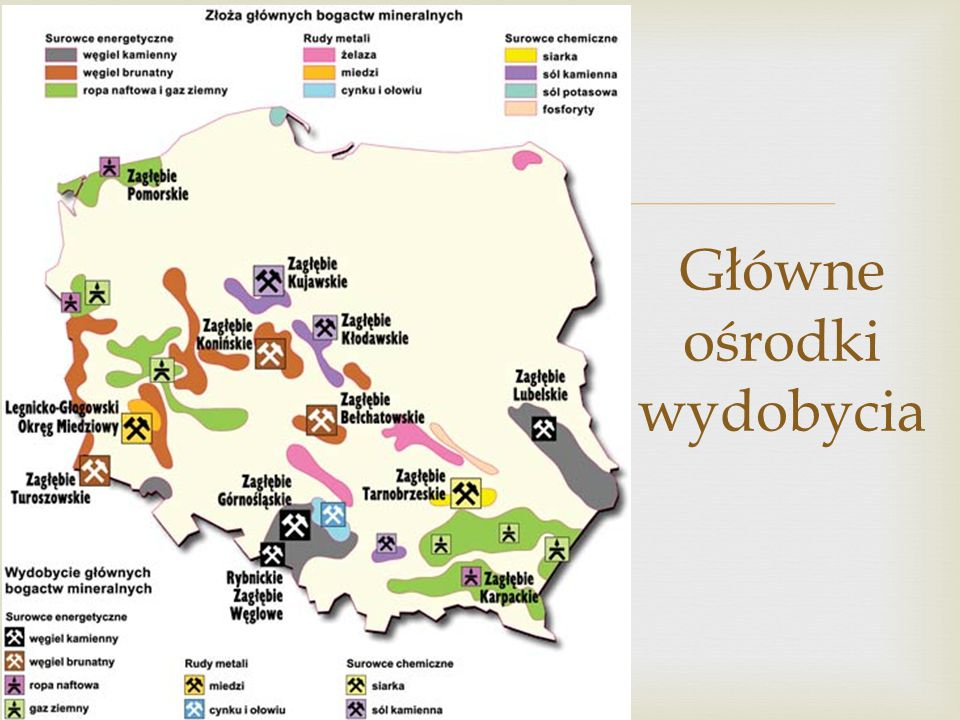 Złoża głównych bogactw mineralnych
Surowce energetyczne
węgiel kamienny
węgiel brunatny
ropa naftowa i gaz ziemny
Rudy metali
żelaza
miedzi
cynku i ołowiu
Surowce chemiczne
siarka
sól kamienna
sól potasowa
fosforyty
Zagłębie
Pomorskie
Zagłębie
Kujawskie
Zagłębie
Konińskie
Zagłębie
Kłodawskie
Zagłębie
Lubelskie
Legnicko-Głogowski
Okręg Miedziowy
Zagłębie
Bełchatowskie
Zagłębie
Turoszowskie
Zagłębie
Górnośląskie
Zagłębie
Tarnobrzeskie
Rybnickie
Zagłębie
Węglowe
Zagłębie
Karpackie
Wydobycie głównych
bogactw mineralnych
Surowce energetyczne
węgiel kamienny
węgiel brunatny
ropa naftowa
gaz ziemny
Rudy metali
miedzi
cynku i ołowiu
Surowce chemiczne
siarka
sól kamienna
Główne
ośrodki
wydobycia